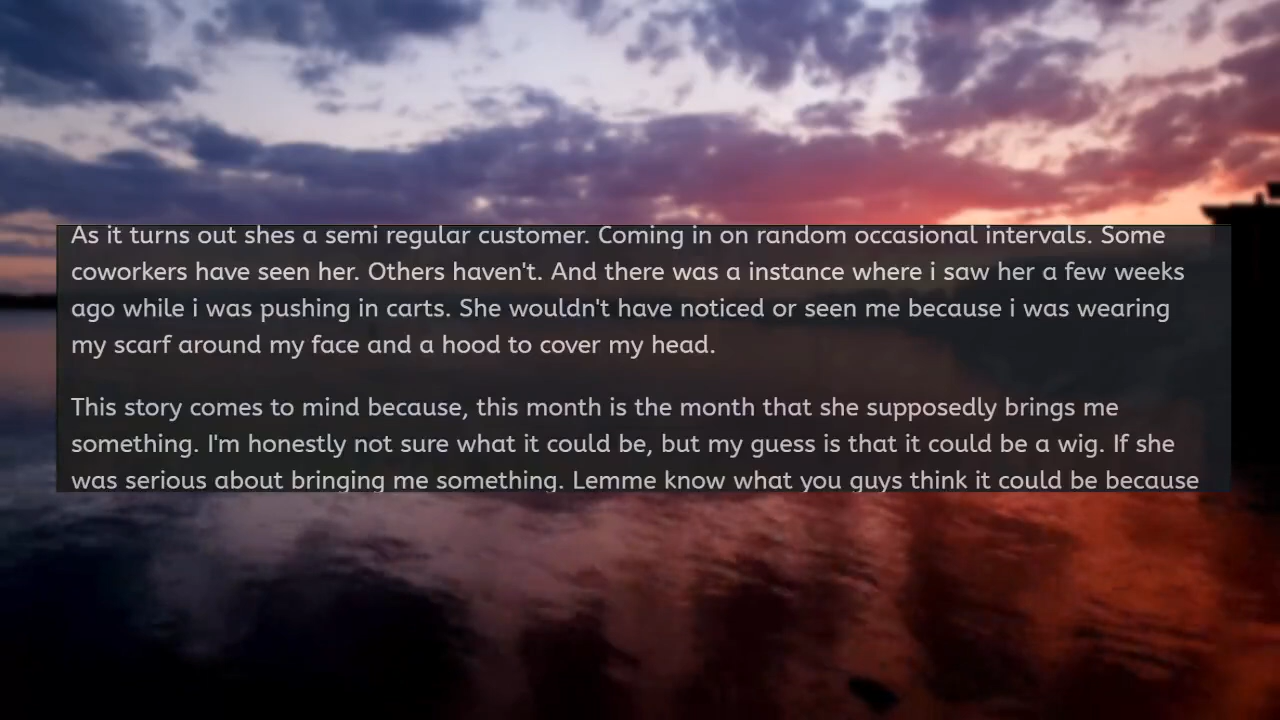 As it turns out shes a semi regular customer. Coming in on random occasional intervals. Some
coworkers have seen her. Others haven't. And there was a instance where i saw her a few weeks
ago while i was pushing in carts. She wouldn't have noticed or seen me because i was wearing
my scarf around my face and a hood to cover my head.
This story comes to mind because, this month is the month that she supposedly brings me
something. I'm honestly not sure what it could be, but my guess is that it could be a wig. If she
was serious about bringing me something. Lemme know what you guys think it could be because